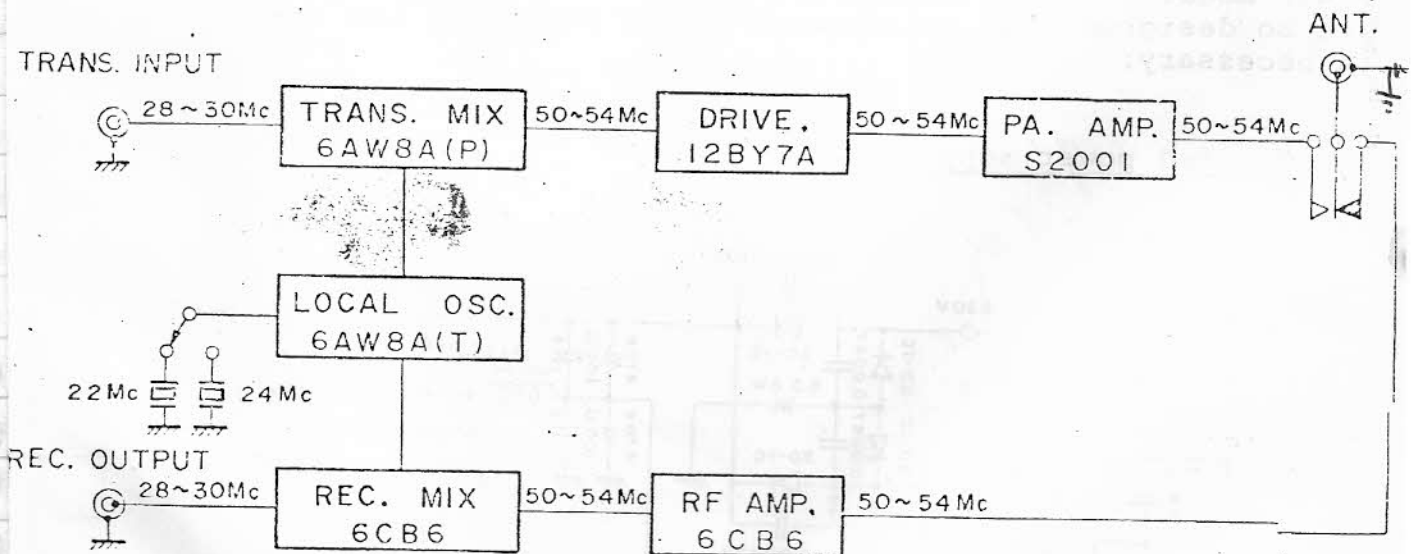 ANT.
TRANS. INPUT
28~30Mc
TRANS. MIX
6AW8A(P)
50~54Mc
DRIVE.
12BY7A
50~54Mc
PA. AMP.
S2001
50~54Mc
LOCAL OSC.
6AW8A(T)
22Mc
24Mc
REC. OUTPUT
28~30Mc
REC. MIX
6CB6
50~54Mc
RF AMP.
6CB6
50~54Mc